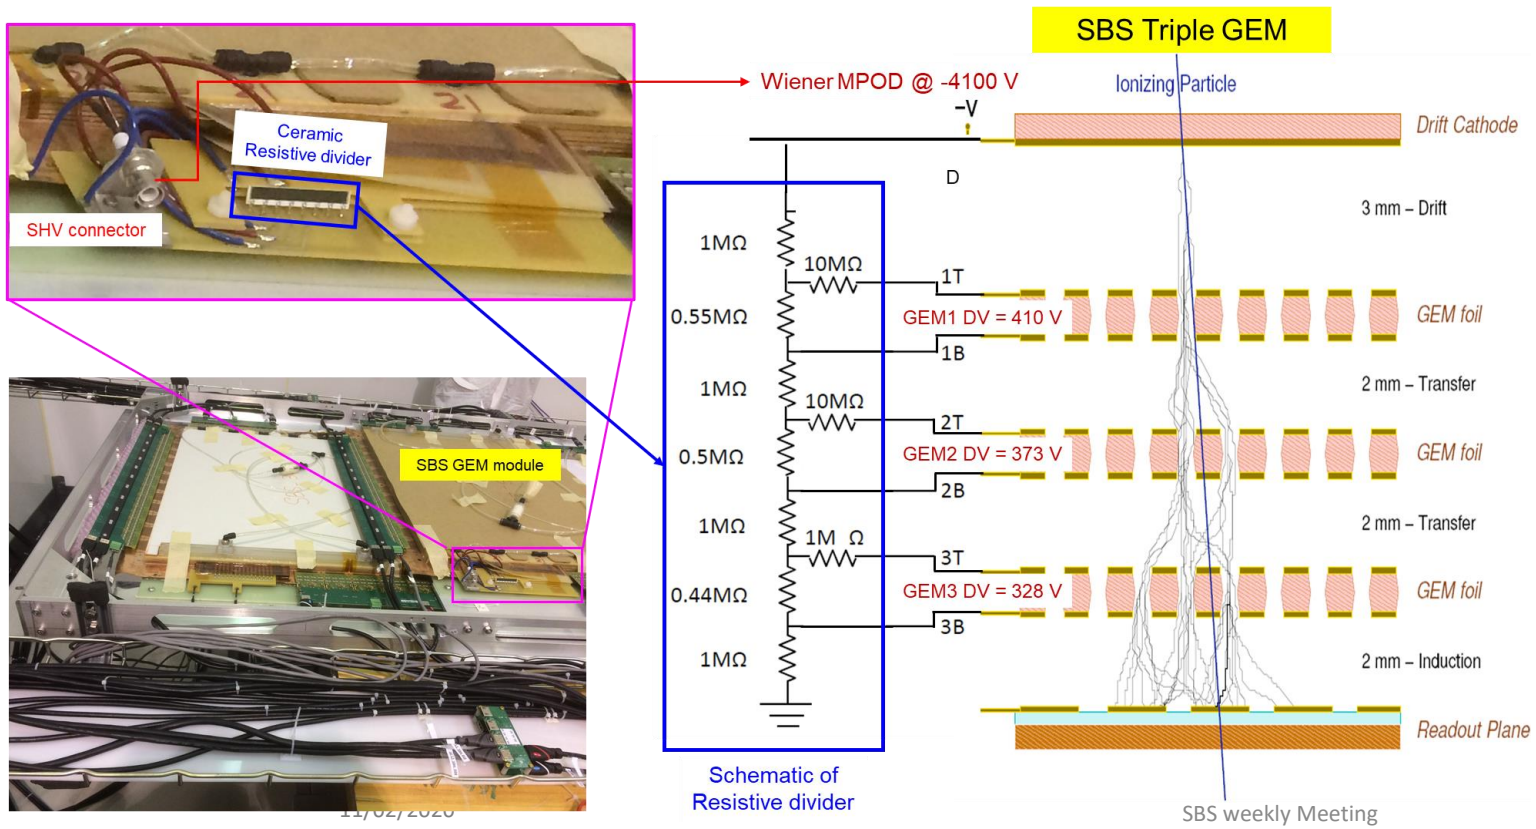 SBS Triple GEM
Wiener MPOD @ -4100 V
Ionizing Particle
–V
Drift Cathode
Ceramic
Resistive divider
SHV connector
D
3 mm – Drift
1MΩ
10MΩ
1T
0.55MΩ
GEM1 DV = 410 V
GEM foil
1B
1MΩ
2 mm – Transfer
10MΩ
2T
0.5MΩ
GEM2 DV = 373 V
GEM foil
2B
SBS GEM module
1MΩ
2 mm – Transfer
1M Ω
3T
0.44MΩ
GEM3 DV = 328 V
GEM foil
3B
1MΩ
2 mm – Induction
Readout Plane
Schematic of
Resistive divider
11/02/2020
SBS weekly Meeting